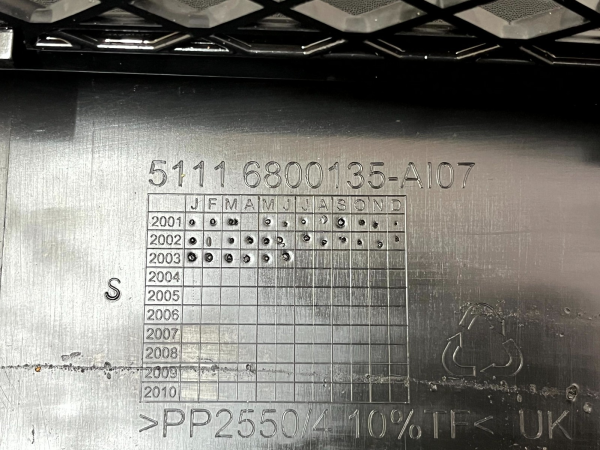 5111 6800135-AI07
J F M A M J J A S O N D
2001
2002
2003
S
2004
2005
2006
2007
2008
2009
2010
>PP2550/4 10%TF< UK